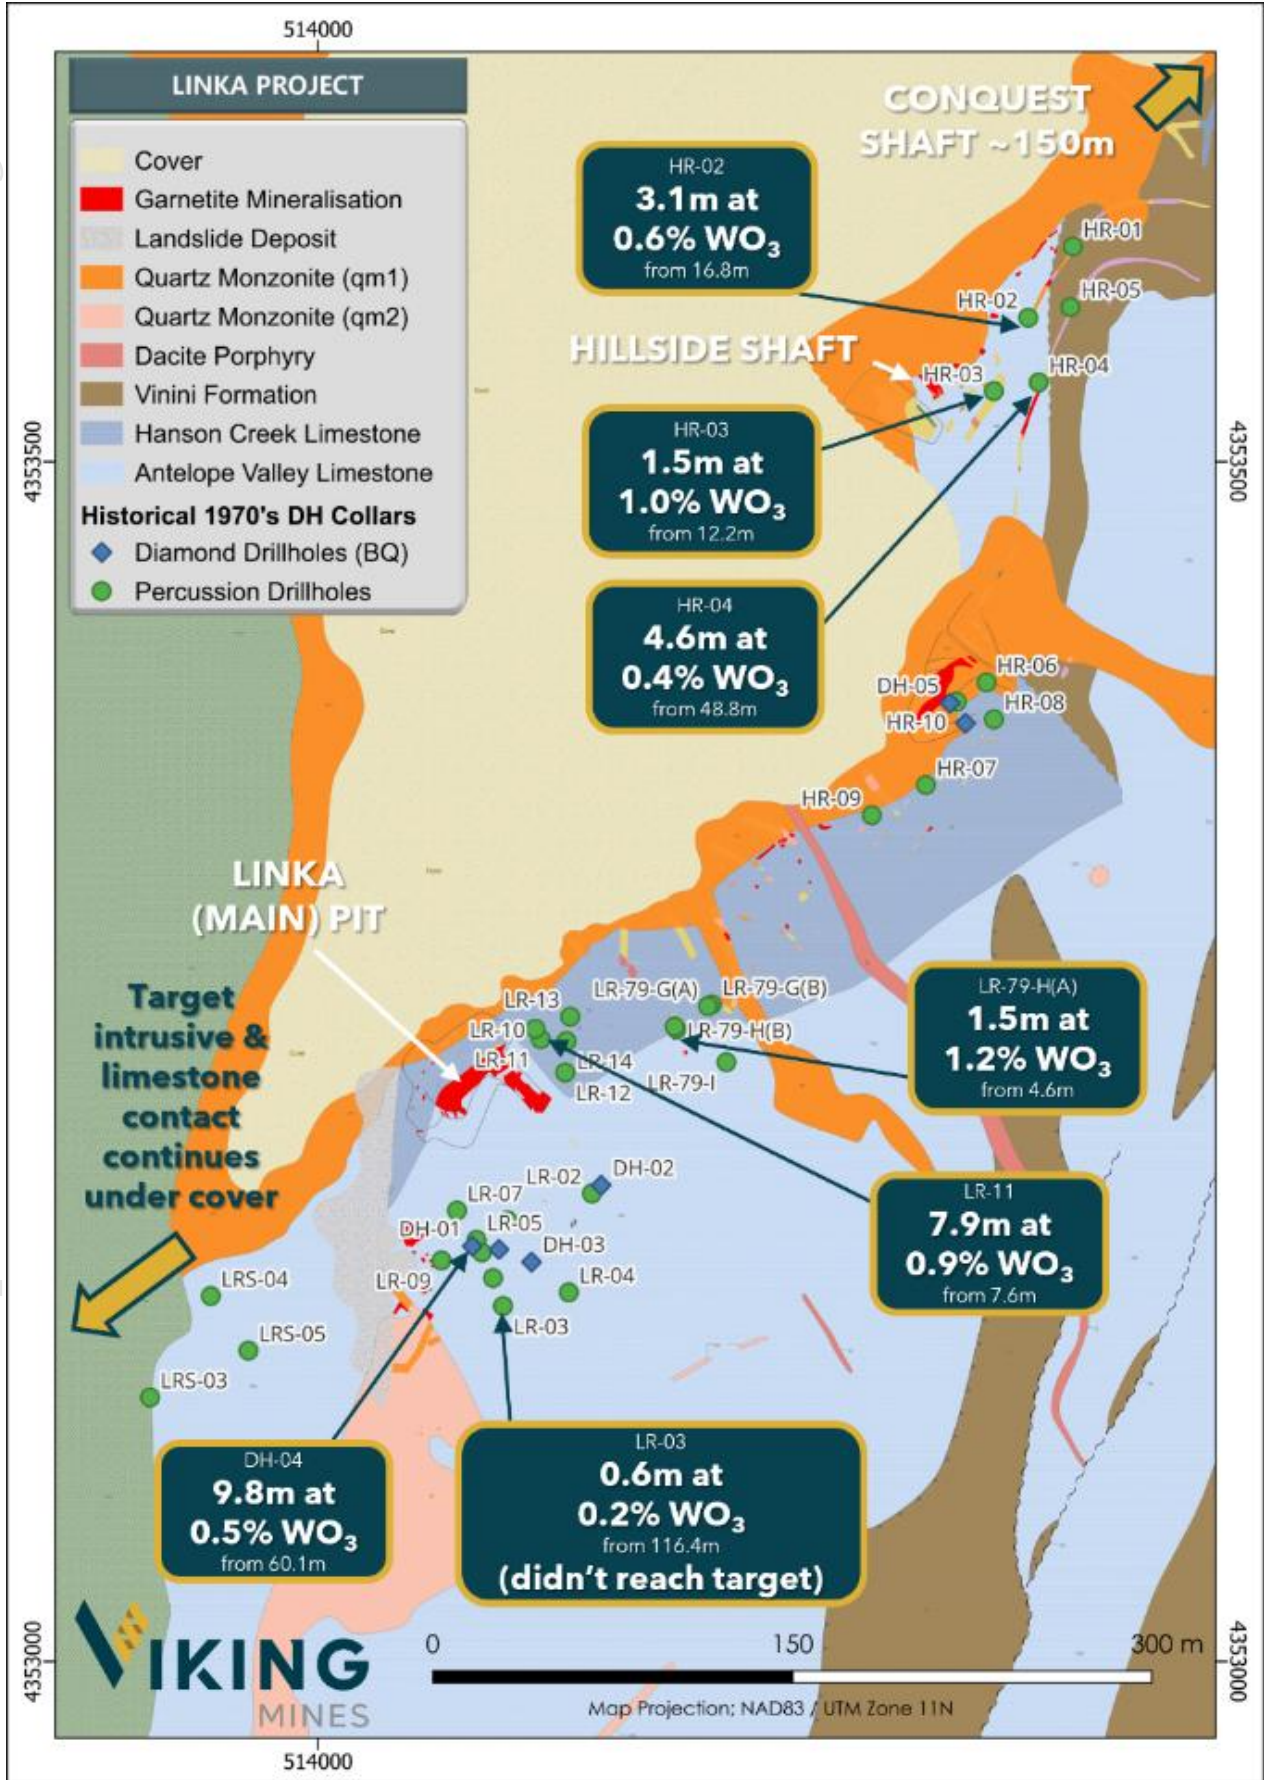 514000
LINKA PROJECT
Cover
Garnetite Mineralisation
Landslide Deposit
Quartz Monzonite (qm1)
Quartz Monzonite (qm2)
Dacite Porphyry
Vinini Formation
Hanson Creek Limestone
Antelope Valley Limestone
Historical 1970's DH Collars
Diamond Drillholes (BQ)
Percussion Drillholes
CONQUEST
SHAFT ~150m
HR-02
3.1m at
0.6% WO₃
from 16.8m
HR-01
HR-05
HR-02
HILLSIDE SHAFT
HR-03
HR-04
HR-03
1.5m at
1.0% WO₃
from 12.2m
4353500
4353500
HR-04
4.6m at
0.4% WO₃
from 48.8m
HR-06
DH-05
HR-08
HR-10
HR-07
HR-09
LINKA
(MAIN) PIT
Target
intrusive &
limestone
contact
continues
under cover
LR-79-G(A)
LR-79-G(B)
LR-13
LR-10
LR-79-H(B)
LR-11
LR-14
LR-79-I
LR-12
LR-79-H(A)
1.5m at
1.2% WO₃
from 4.6m
LR-11
7.9m at
0.9% WO₃
from 7.6m
LR-02
DH-02
LR-07
DH-01
LR-05
DH-03
LR-09
LR-04
LRS-04
LR-03
LRS-05
LRS-03
DH-04
9.8m at
0.5% WO₃
from 60.1m
LR-03
0.6m at
0.2% WO₃
from 116.4m
(didn't reach target)
4353000
4353000
VIKING
MINES
0
150
300 m
Map Projection: NAD83 / UTM Zone 11N
514000